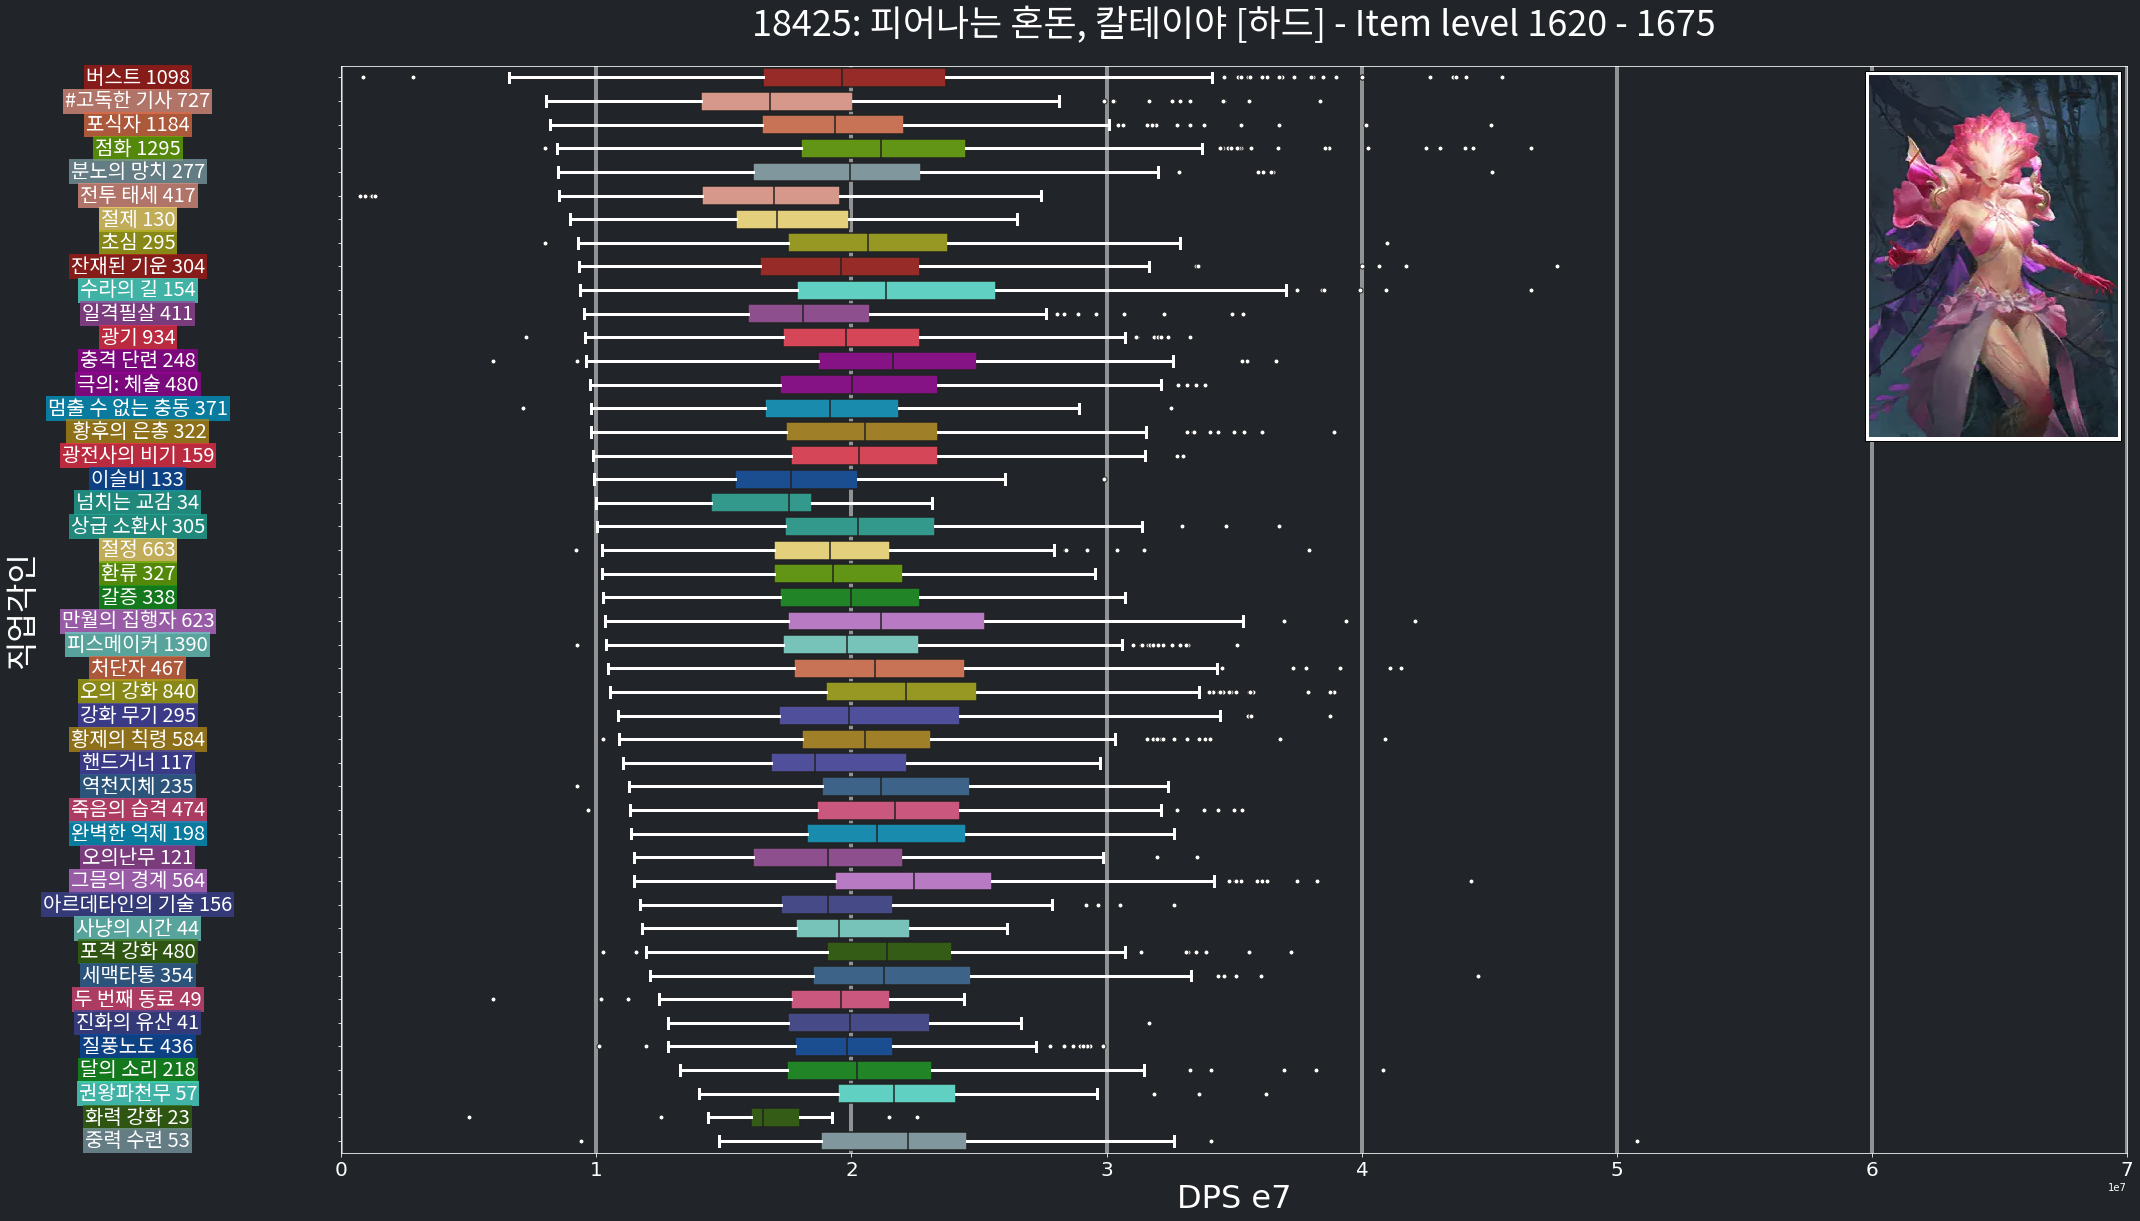 18425: 피어나는 혼돈, 칼테이야 [하드] - Item level 1620 - 1675
직업각인
버스트 1098
#고독한 기사 727
포식자 1184
점화 1295
분노의 망치 277
전투 태세 417
절제 130
초심 295
잔재된 기운 304
수라의 길 154
일격필살 411
광기 934
충격 단련 248
극의: 체술 480
멈출 수 없는 충동 371
황후의 은총 322
광전사의 비기 159
이슬비 133
넘치는 교감 34
상급 소환사 305
절정 663
환류 327
갈증 338
만월의 집행자 623
피스메이커 1390
처단자 467
오의 강화 840
강화 무기 295
황제의 칙령 584
핸드거너 117
역천지체 235
죽음의 습격 474
완벽한 억제 198
오의난무 121
그믐의 경계 564
아르데타인의 기술 156
사냥의 시간 44
포격 강화 480
세맥타통 354
두 번째 동료 49
진화의 유산 41
질풍노도 436
달의 소리 218
권왕파천무 57
화력 강화 23
중력 수련 53
0 1 2 3 4 5 6 7
1e7
DPS e7